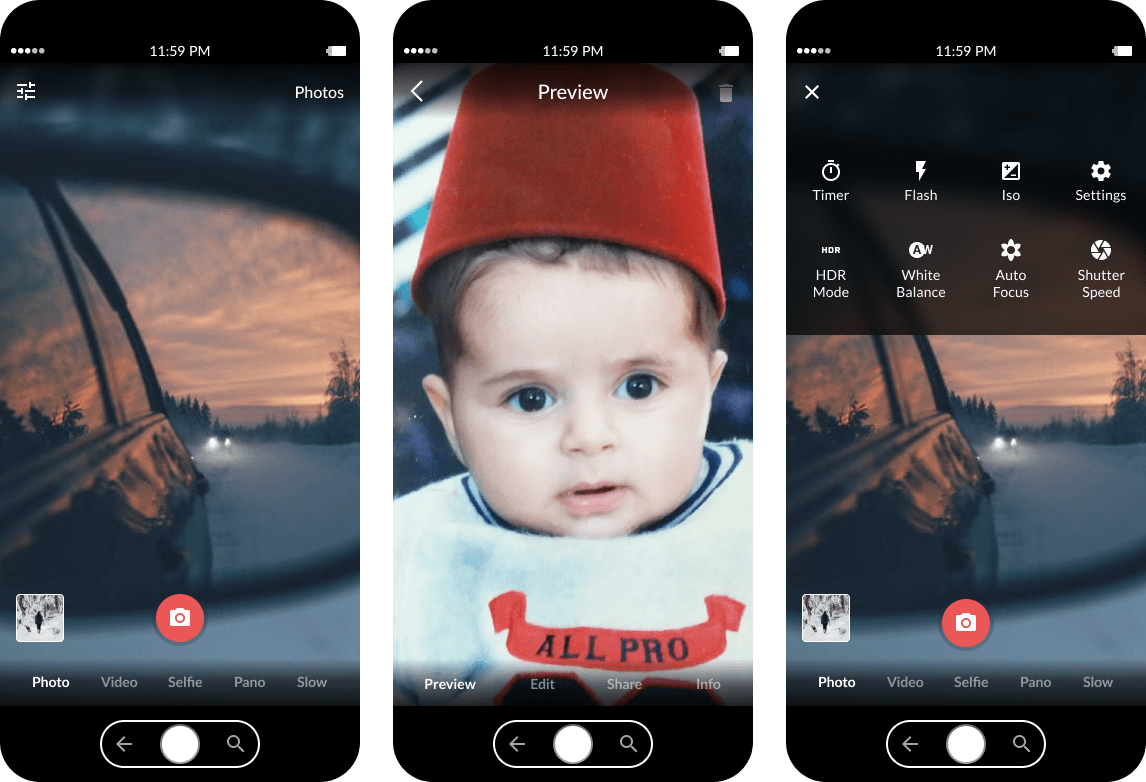 11:59 PM
Photos
Photo Video Selfie Pano Slow
11:59 PM
Preview
ALL PRO
Preview Edit Share Info
11:59 PM
Timer Flash Iso Settings
HDR AW
HDR Mode White Balance Auto Focus Shutter Speed
Photo Video Selfie Pano Slow